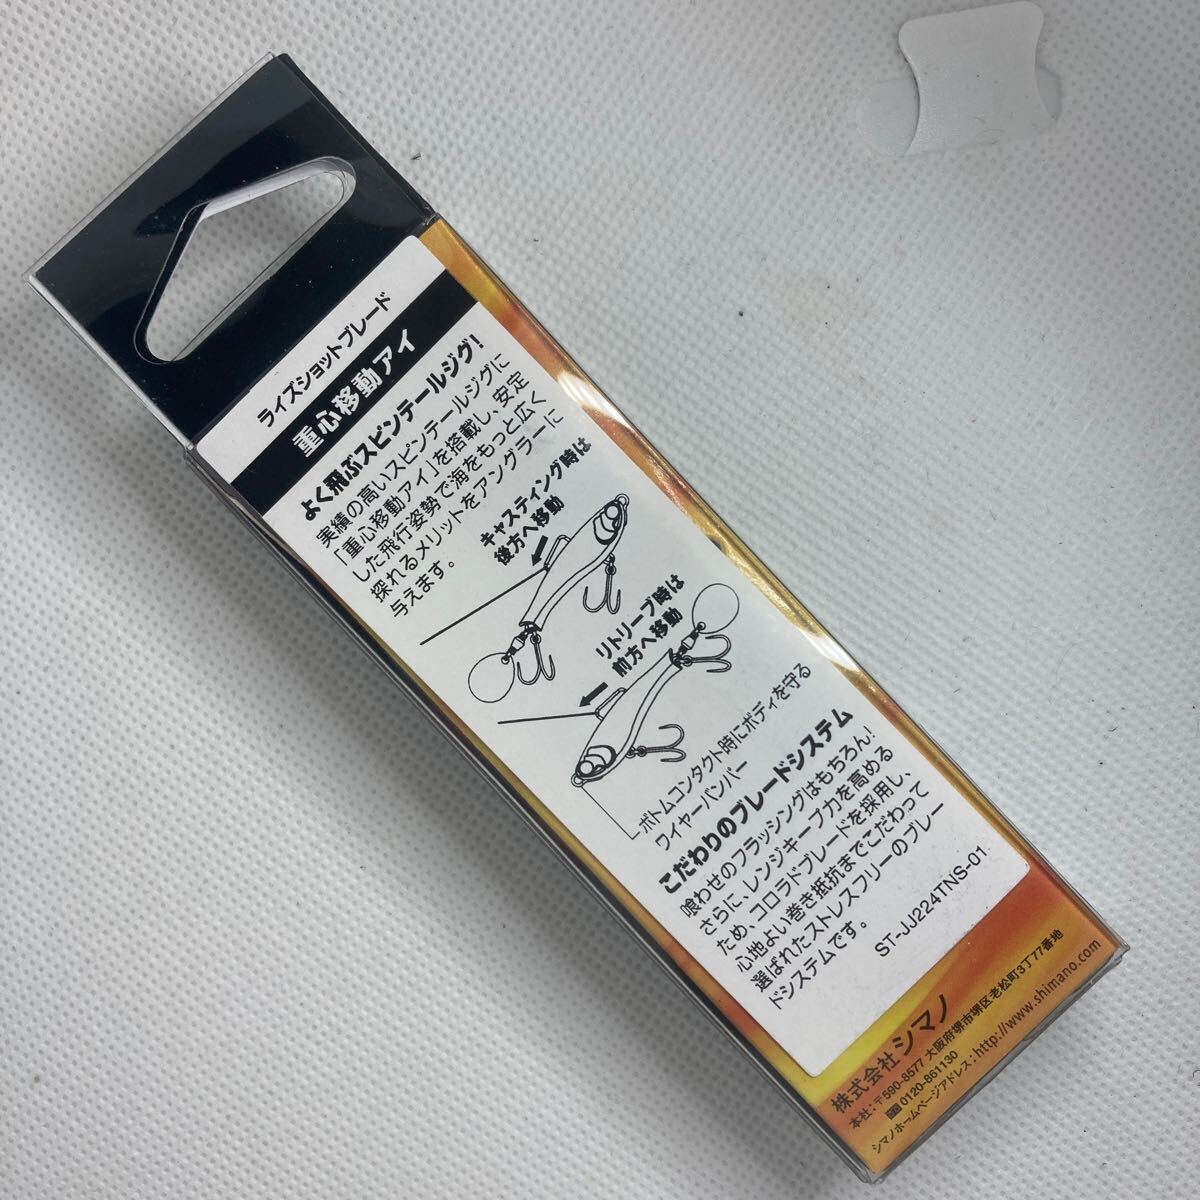 ライズショットブレード
重心移動アイ
よく飛ぶスピンテールジグ!
実績の高いスピンテールジグに
「重心移動アイ」を搭載し、安定
した飛行姿勢で海をもっと広く
探れるメリットをアングラーに
与えます。
キャスティング時は
後方へ移動
リトリーブ時は
前方へ移動
ボトムコンタクト時にボディを守る
ワイヤーバンパー
こだわりのブレードシステム
喰わせのフラッシングはもちろん!
さらに、レンジキープ力を高める
ため、コロラドブレードを採用し、
心地よい巻き抵抗までこだわって
選ばれたストレスフリーのブレー
ドシステムです。
ST-JJ224TNS-01
株式会社シマノ
本社:〒590-8577 大阪府堺市堺区老松町3丁77番地
0120-861130
シマノホームページアドレス:http://www.shimano.com